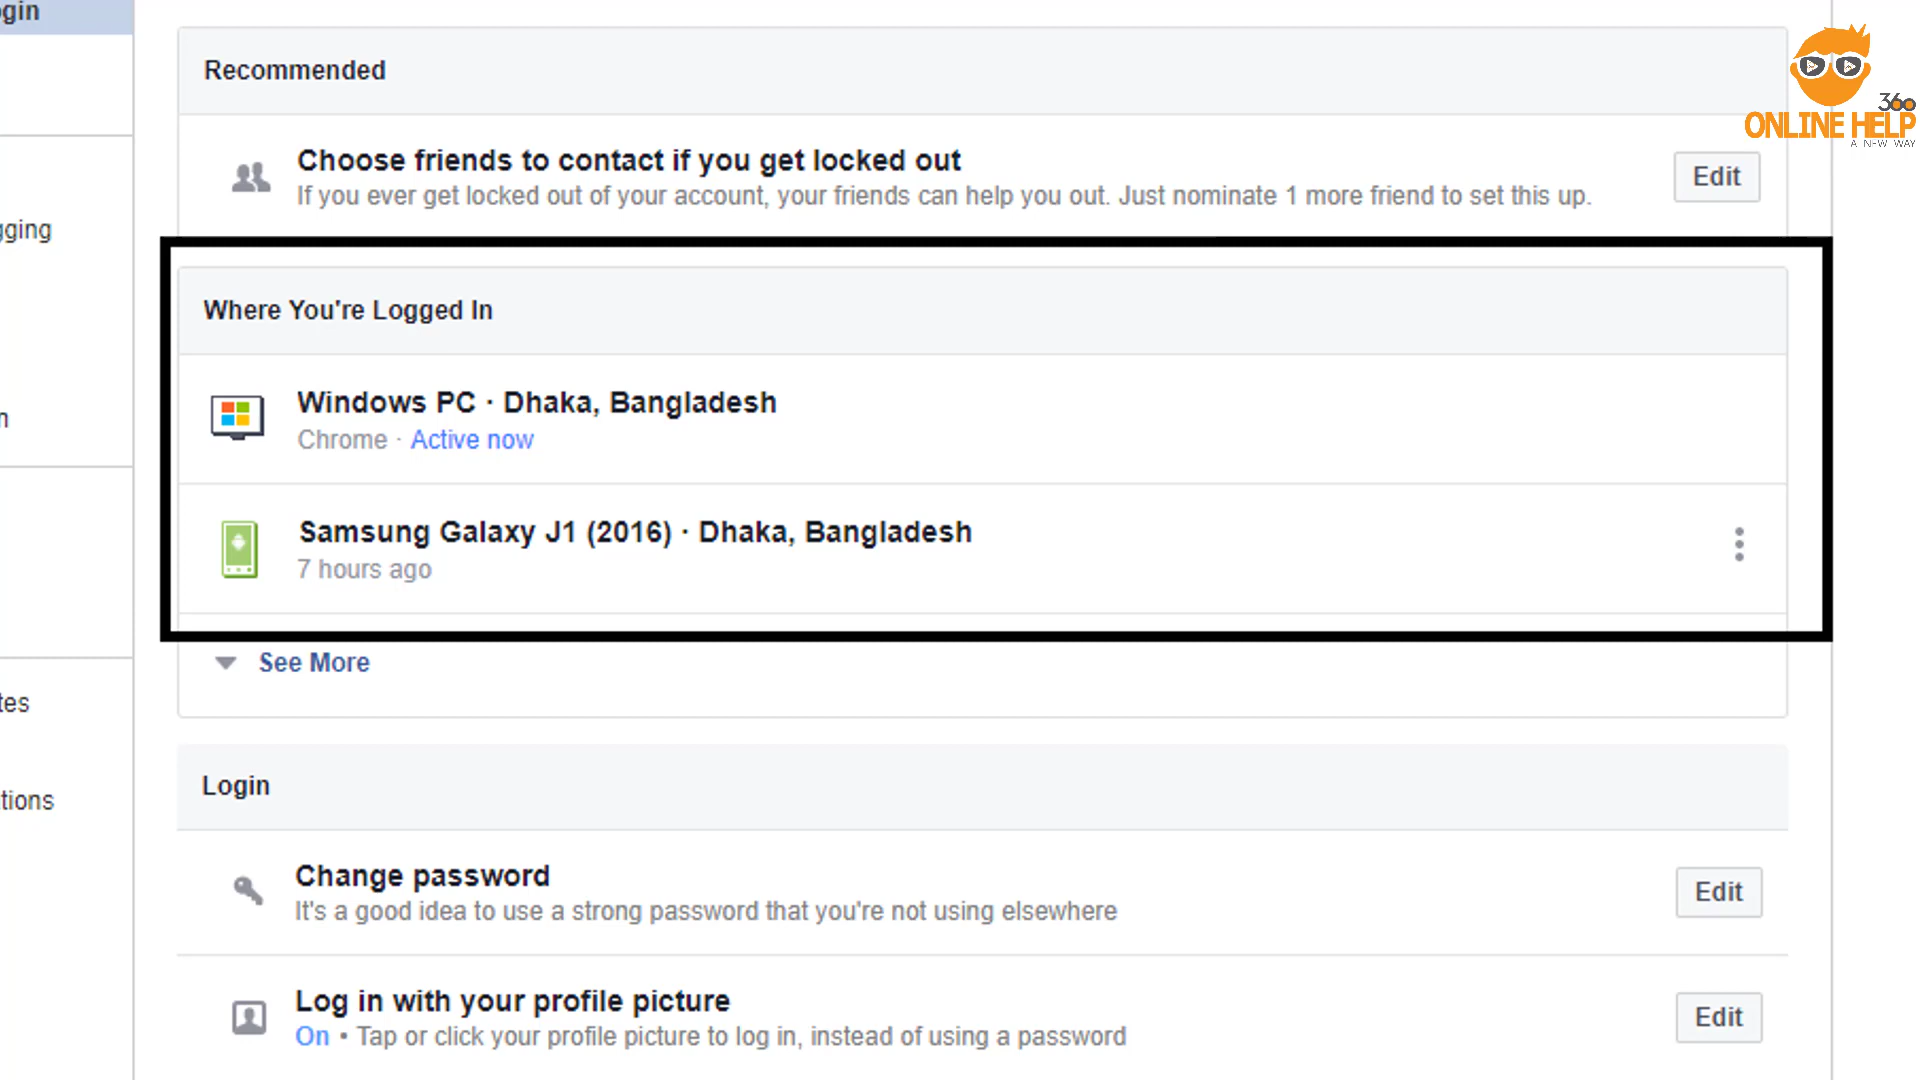 gin
Recommended
360
ONLINE HELP
A NEW WAY
Choose friends to contact if you get locked out
If you ever get locked out of your account, your friends can help you out. Just nominate 1 more friend to set this up.
Edit
gging
Where You're Logged In
Windows PC · Dhaka, Bangladesh
Chrome · Active now
n
Samsung Galaxy J1 (2016) · Dhaka, Bangladesh
7 hours ago
See More
tes
Login
tions
Change password
It's a good idea to use a strong password that you're not using elsewhere
Edit
Log in with your profile picture
On • Tap or click your profile picture to log in, instead of using a password
Edit